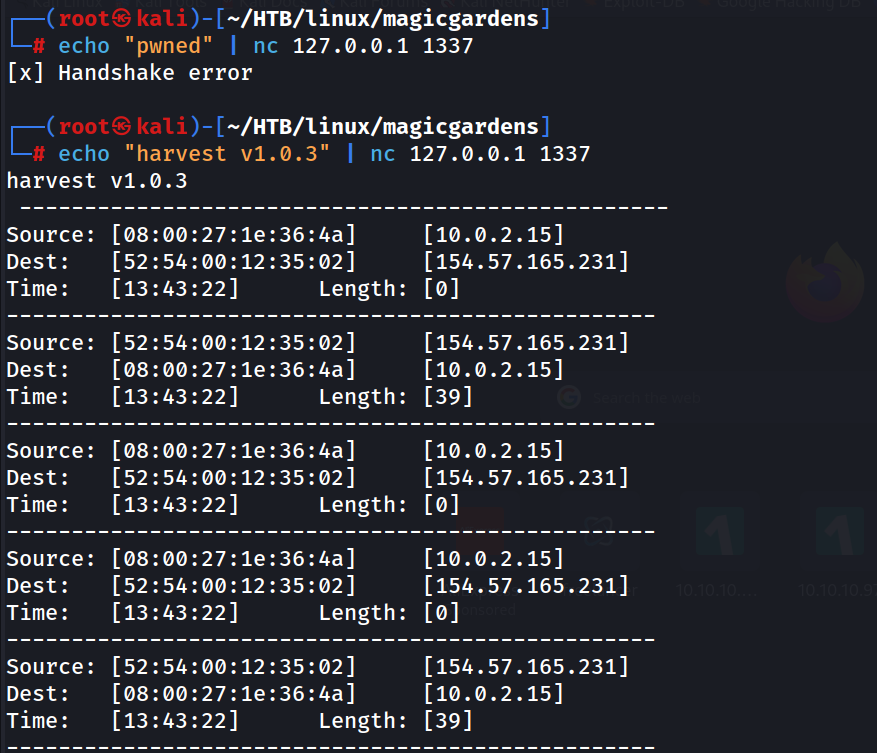 ┌──(root㉿kali)-[~/HTB/linux/magicgardens]
└─# echo "pwned" | nc 127.0.0.1 1337
[x] Handshake error
┌──(root㉿kali)-[~/HTB/linux/magicgardens]
└─# echo "harvest v1.0.3" | nc 127.0.0.1 1337
harvest v1.0.3
--------------------------------------------------
Source: [08:00:27:1e:36:4a] [10.0.2.15]
Dest: [52:54:00:12:35:02] [154.57.165.231]
Time: [13:43:22] Length: [0]
--------------------------------------------------
Source: [52:54:00:12:35:02] [154.57.165.231]
Dest: [08:00:27:1e:36:4a] [10.0.2.15]
Time: [13:43:22] Length: [39]
--------------------------------------------------
Source: [08:00:27:1e:36:4a] [10.0.2.15]
Dest: [52:54:00:12:35:02] [154.57.165.231]
Time: [13:43:22] Length: [0]
--------------------------------------------------
Source: [08:00:27:1e:36:4a] [10.0.2.15]
Dest: [52:54:00:12:35:02] [154.57.165.231]
Time: [13:43:22] Length: [0]
--------------------------------------------------
Source: [52:54:00:12:35:02] [154.57.165.231]
Dest: [08:00:27:1e:36:4a] [10.0.2.15]
Time: [13:43:22] Length: [39]
--------------------------------------------------
Search the web